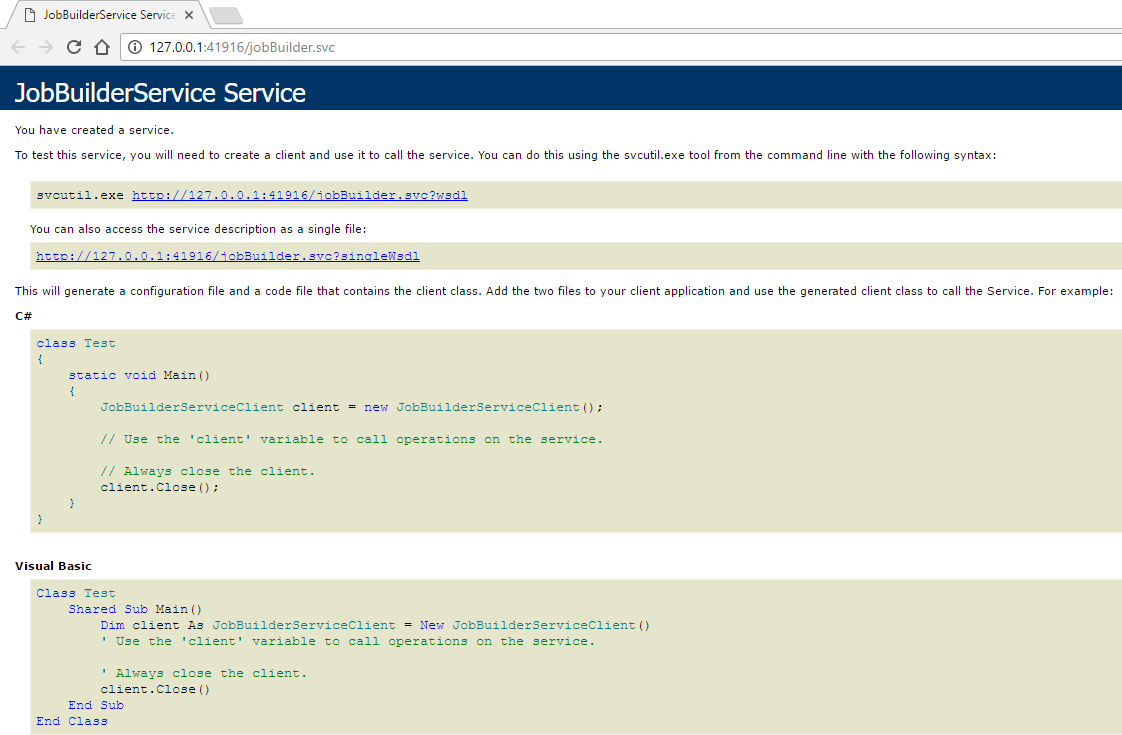 JobBuilderService Service
127.0.0.1:41916/jobBuilder.svc
JobBuilderService Service
You have created a service.
To test this service, you will need to create a client and use it to call the service. You can do this using the svcutil.exe tool from the command line with the following syntax:
svcutil.exe http://127.0.0.1:41916/jobBuilder.svc?wsdl
You can also access the service description as a single file:
http://127.0.0.1:41916/jobBuilder.svc?singleWsdl
This will generate a configuration file and a code file that contains the client class. Add the two files to your client application and use the generated client class to call the Service. For example:
C#
class Test
{
    static void Main()
    {
        JobBuilderServiceClient client = new JobBuilderServiceClient();
        // Use the 'client' variable to call operations on the service.
        // Always close the client.
        client.Close();
    }
}
Visual Basic
Class Test
    Shared Sub Main()
        Dim client As JobBuilderServiceClient = New JobBuilderServiceClient()
        ' Use the 'client' variable to call operations on the service.
        ' Always close the client.
        client.Close()
    End Sub
End Class